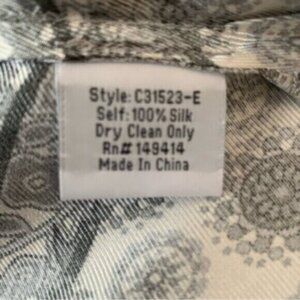 Style: C31523-E
Self: 100% Silk
Dry Clean Only
Rn# 149414
Made In China